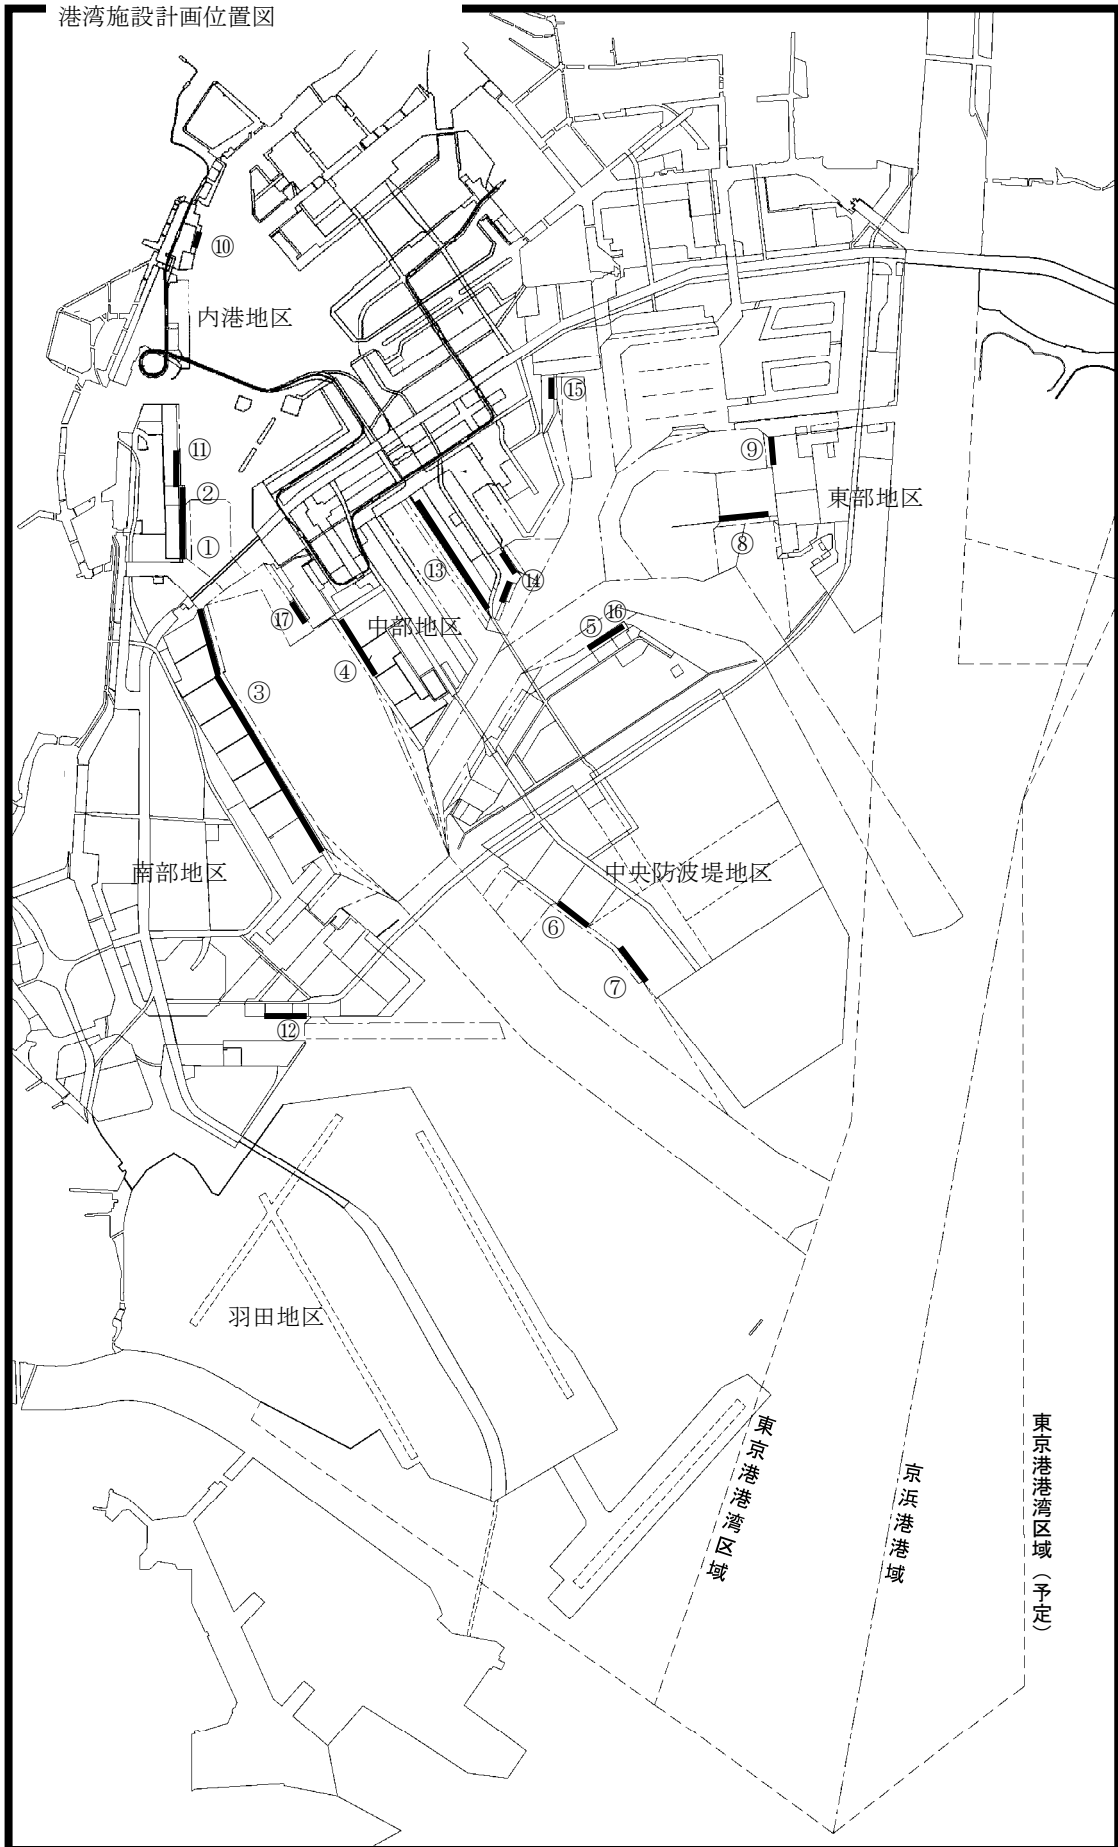 港湾施設計画位置図
⑩
内港地区
⑮
⑪
⑨
②
東部地区
⑧
①
⑬
⑭
⑰
中部地区
⑤
⑯
④
③
南部地区
中央防波堤地区
⑥
⑦
⑫
羽田地区
東京港港湾区域
京浜港港域
東京港港湾区域（予定）